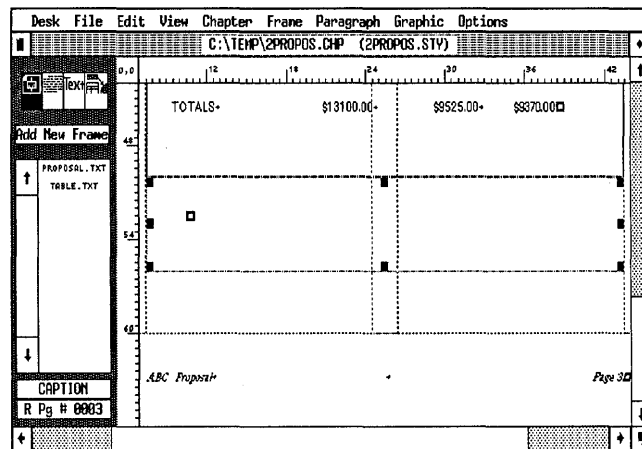 Desk File Edit View Chapter Frame Paragraph Graphic Options
C:\TEMP\2PROPOS.CHP (2PROPOS.STY)
0,0 12 18 24 30 36 42
Text
Add New Frame
TOTALS $13100.00 $9525.00 $9370.00
48
PROPOSAL.TXT
TABLE.TXT
54
60
ABC Proposal Page 3
CAPTION
R Pg # 0003